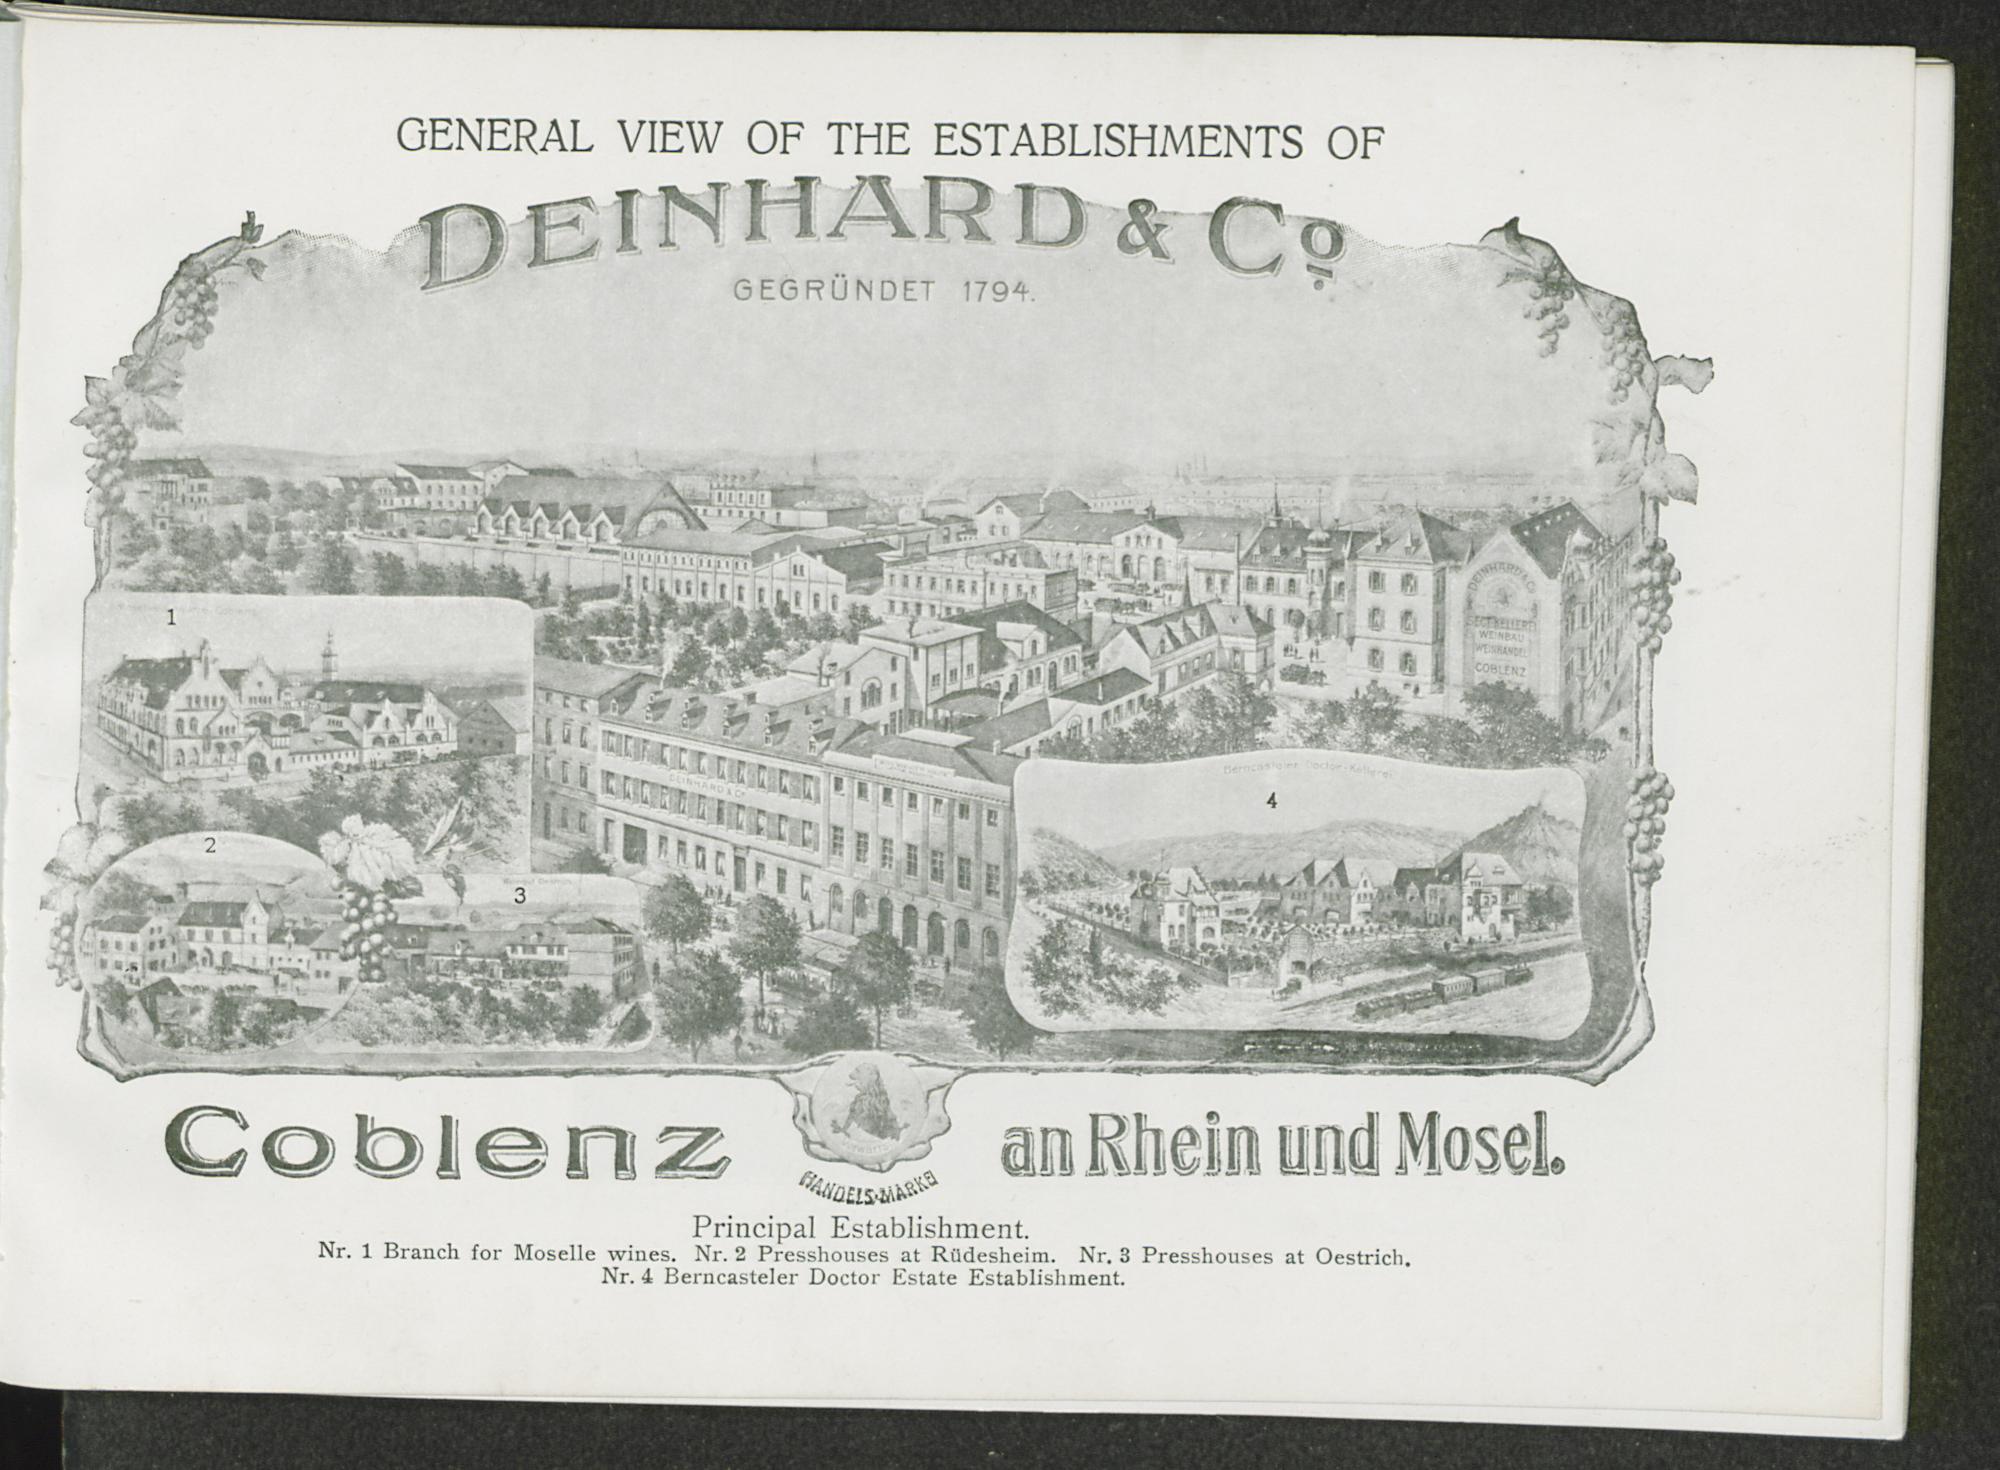 GENERAL VIEW OF THE ESTABLISHMENTS OF
DEINHARD & Co
GEGRÜNDET 1794.
DEINHARD & Co
SECT-KELLEREI
WEINBAU
WEINHANDEL
COBLENZ
1
DEINHARD & Co
Berncasteler Doctor-Kellerei
4
2
Weingut Oestrich
3
Coblenz
HANDELS-MARKE
an Rhein und Mosel.
Principal Establishment.
Nr. 1 Branch for Moselle wines. Nr. 2 Presshouses at Rüdesheim. Nr. 3 Presshouses at Oestrich.
Nr. 4 Berncasteler Doctor Estate Establishment.